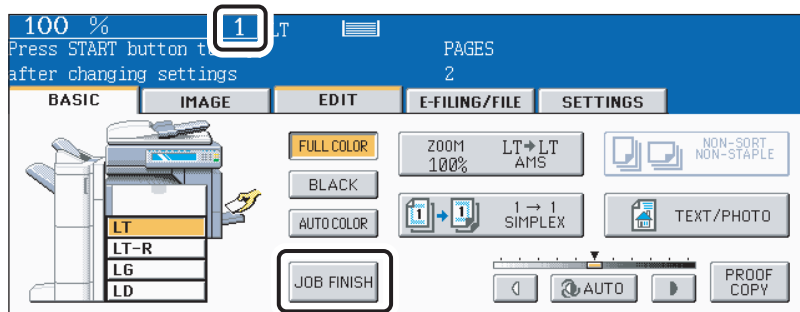 100 % 1 LT
Press START button t
PAGES
after changing settings
2
BASIC IMAGE EDIT E-FILING/FILE SETTINGS
FULL COLOR
BLACK
AUTO COLOR
JOB FINISH
LT
LT-R
LG
LD
ZOOM LT→LT
100% AMS
NON-SORT
NON-STAPLE
1 1 1 → 1
SIMPLEX
TEXT/PHOTO
AUTO
PROOF
COPY